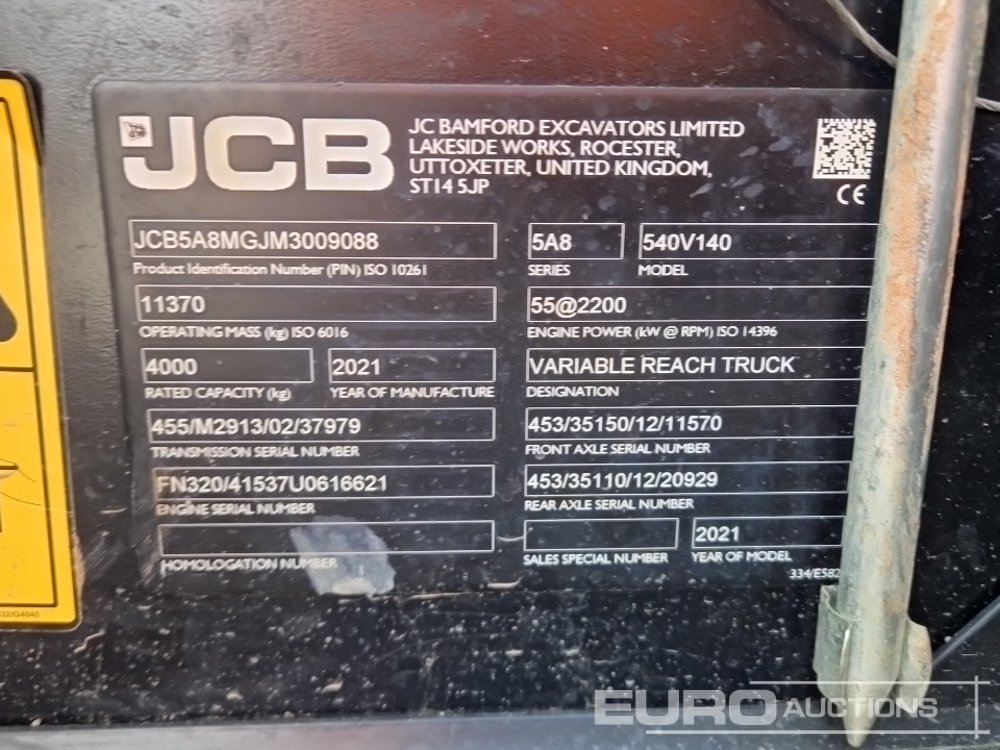 JCB
JC BAMFORD EXCAVATORS LIMITED
LAKESIDE WORKS, ROCESTER,
UTTOXETER, UNITED KINGDOM,
ST14 5JP
CE
JCB5A8MGJM3009088
Product Identification Number (PIN) ISO 10261
5A8
SERIES
540V140
MODEL
11370
OPERATING MASS (kg) ISO 6016
55@2200
ENGINE POWER (kW @ RPM) ISO 14396
4000
RATED CAPACITY (kg)
2021
YEAR OF MANUFACTURE
VARIABLE REACH TRUCK
DESIGNATION
455/M2913/02/37979
TRANSMISSION SERIAL NUMBER
453/35150/12/11570
FRONT AXLE SERIAL NUMBER
FN320/41537U0616621
ENGINE SERIAL NUMBER
453/35110/12/20929
REAR AXLE SERIAL NUMBER
HOMOLOGATION NUMBER
SALES SPECIAL NUMBER
2021
YEAR OF MODEL
334/E582
32/G4040
EURO AUCTIONS